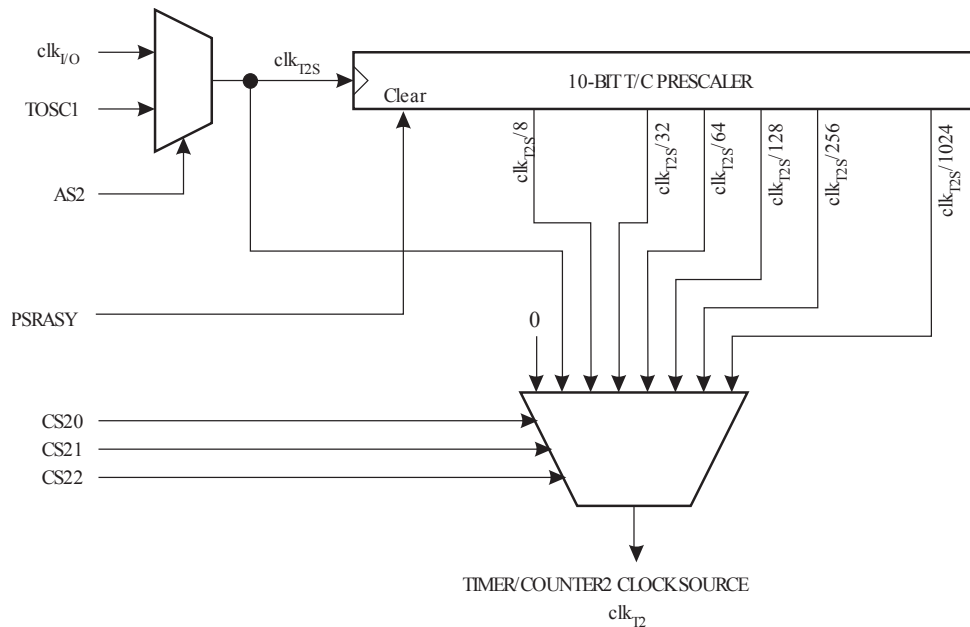 clkI/O
clkT2S
10-BIT T/C PRESCALER
TOSC1
Clear
clkT2S/8
clkT2S/32
clkT2S/64
clkT2S/128
clkT2S/256
clkT2S/1024
AS2
PSRASY
0
CS20
CS21
CS22
TIMER/COUNTER2 CLOCK SOURCE
clkT2